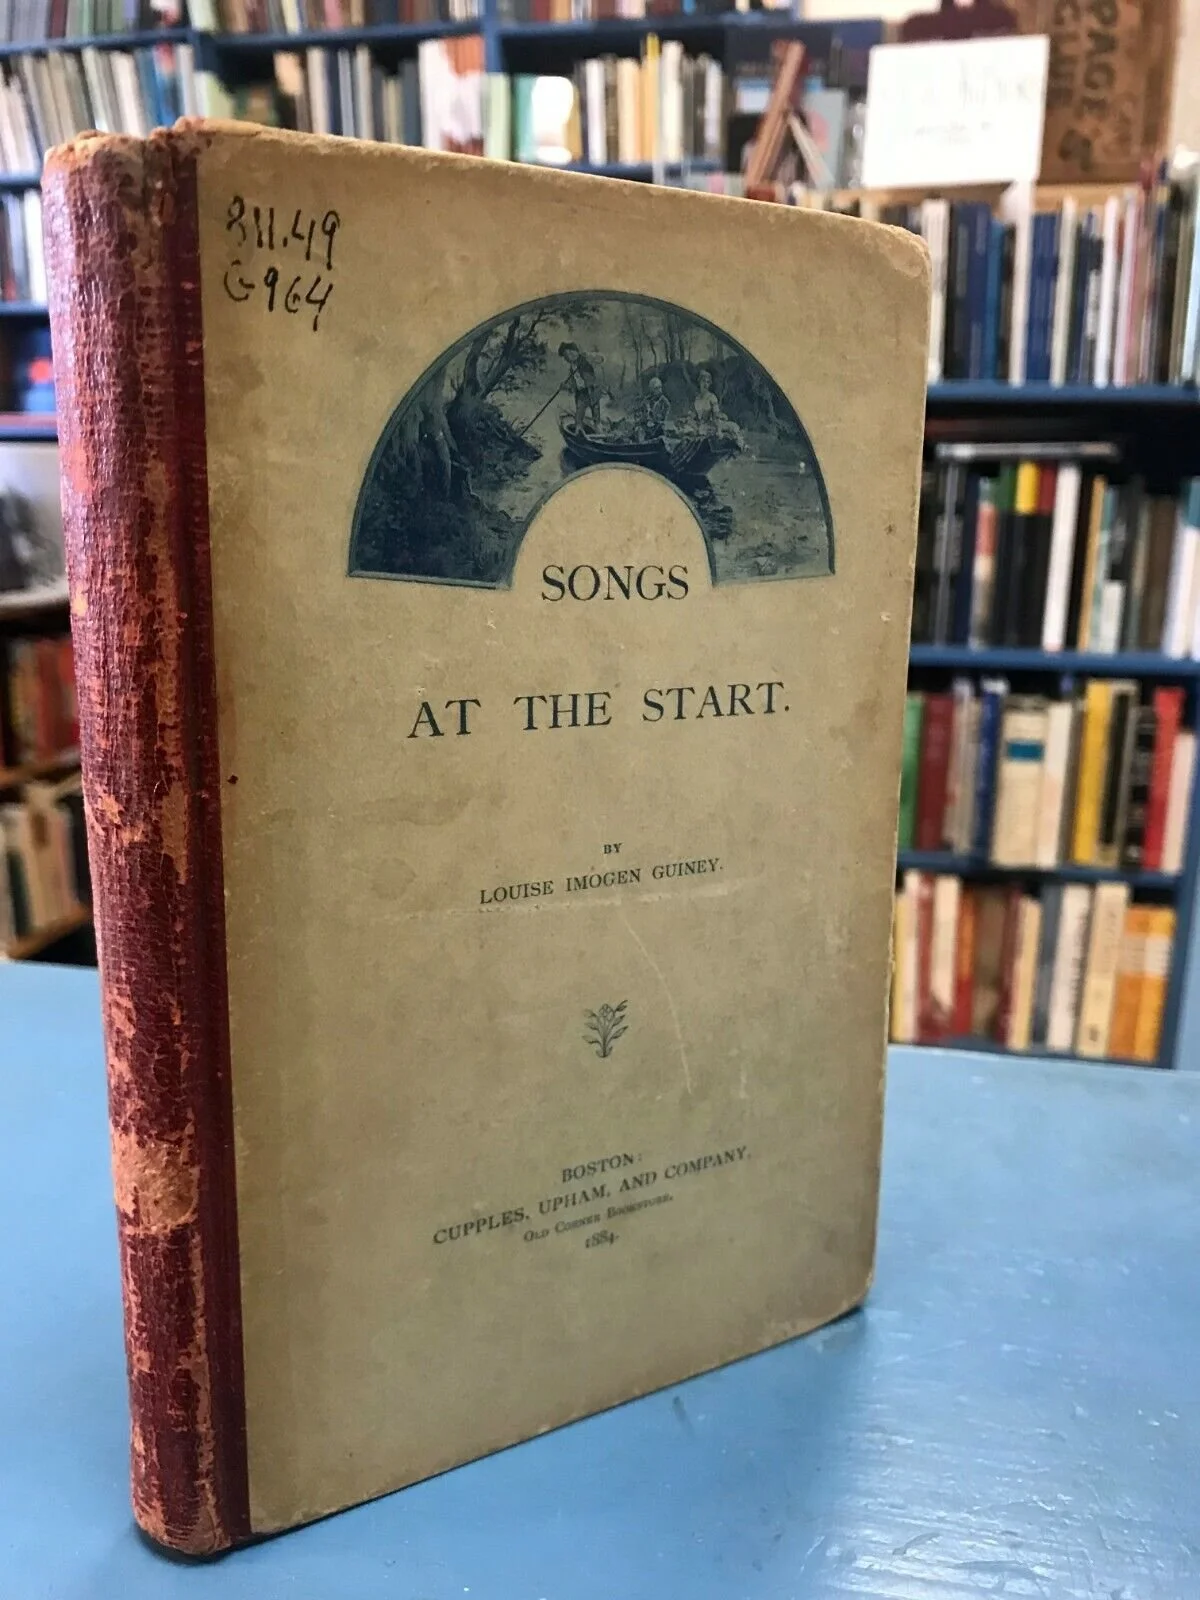 811.49
G964
SONGS
AT THE START.
BY
LOUISE IMOGEN GUINEY.
BOSTON:
CUPPLES, UPHAM, AND COMPANY.
OLD CORNER BOOKSTORE.
1884.
PAGE